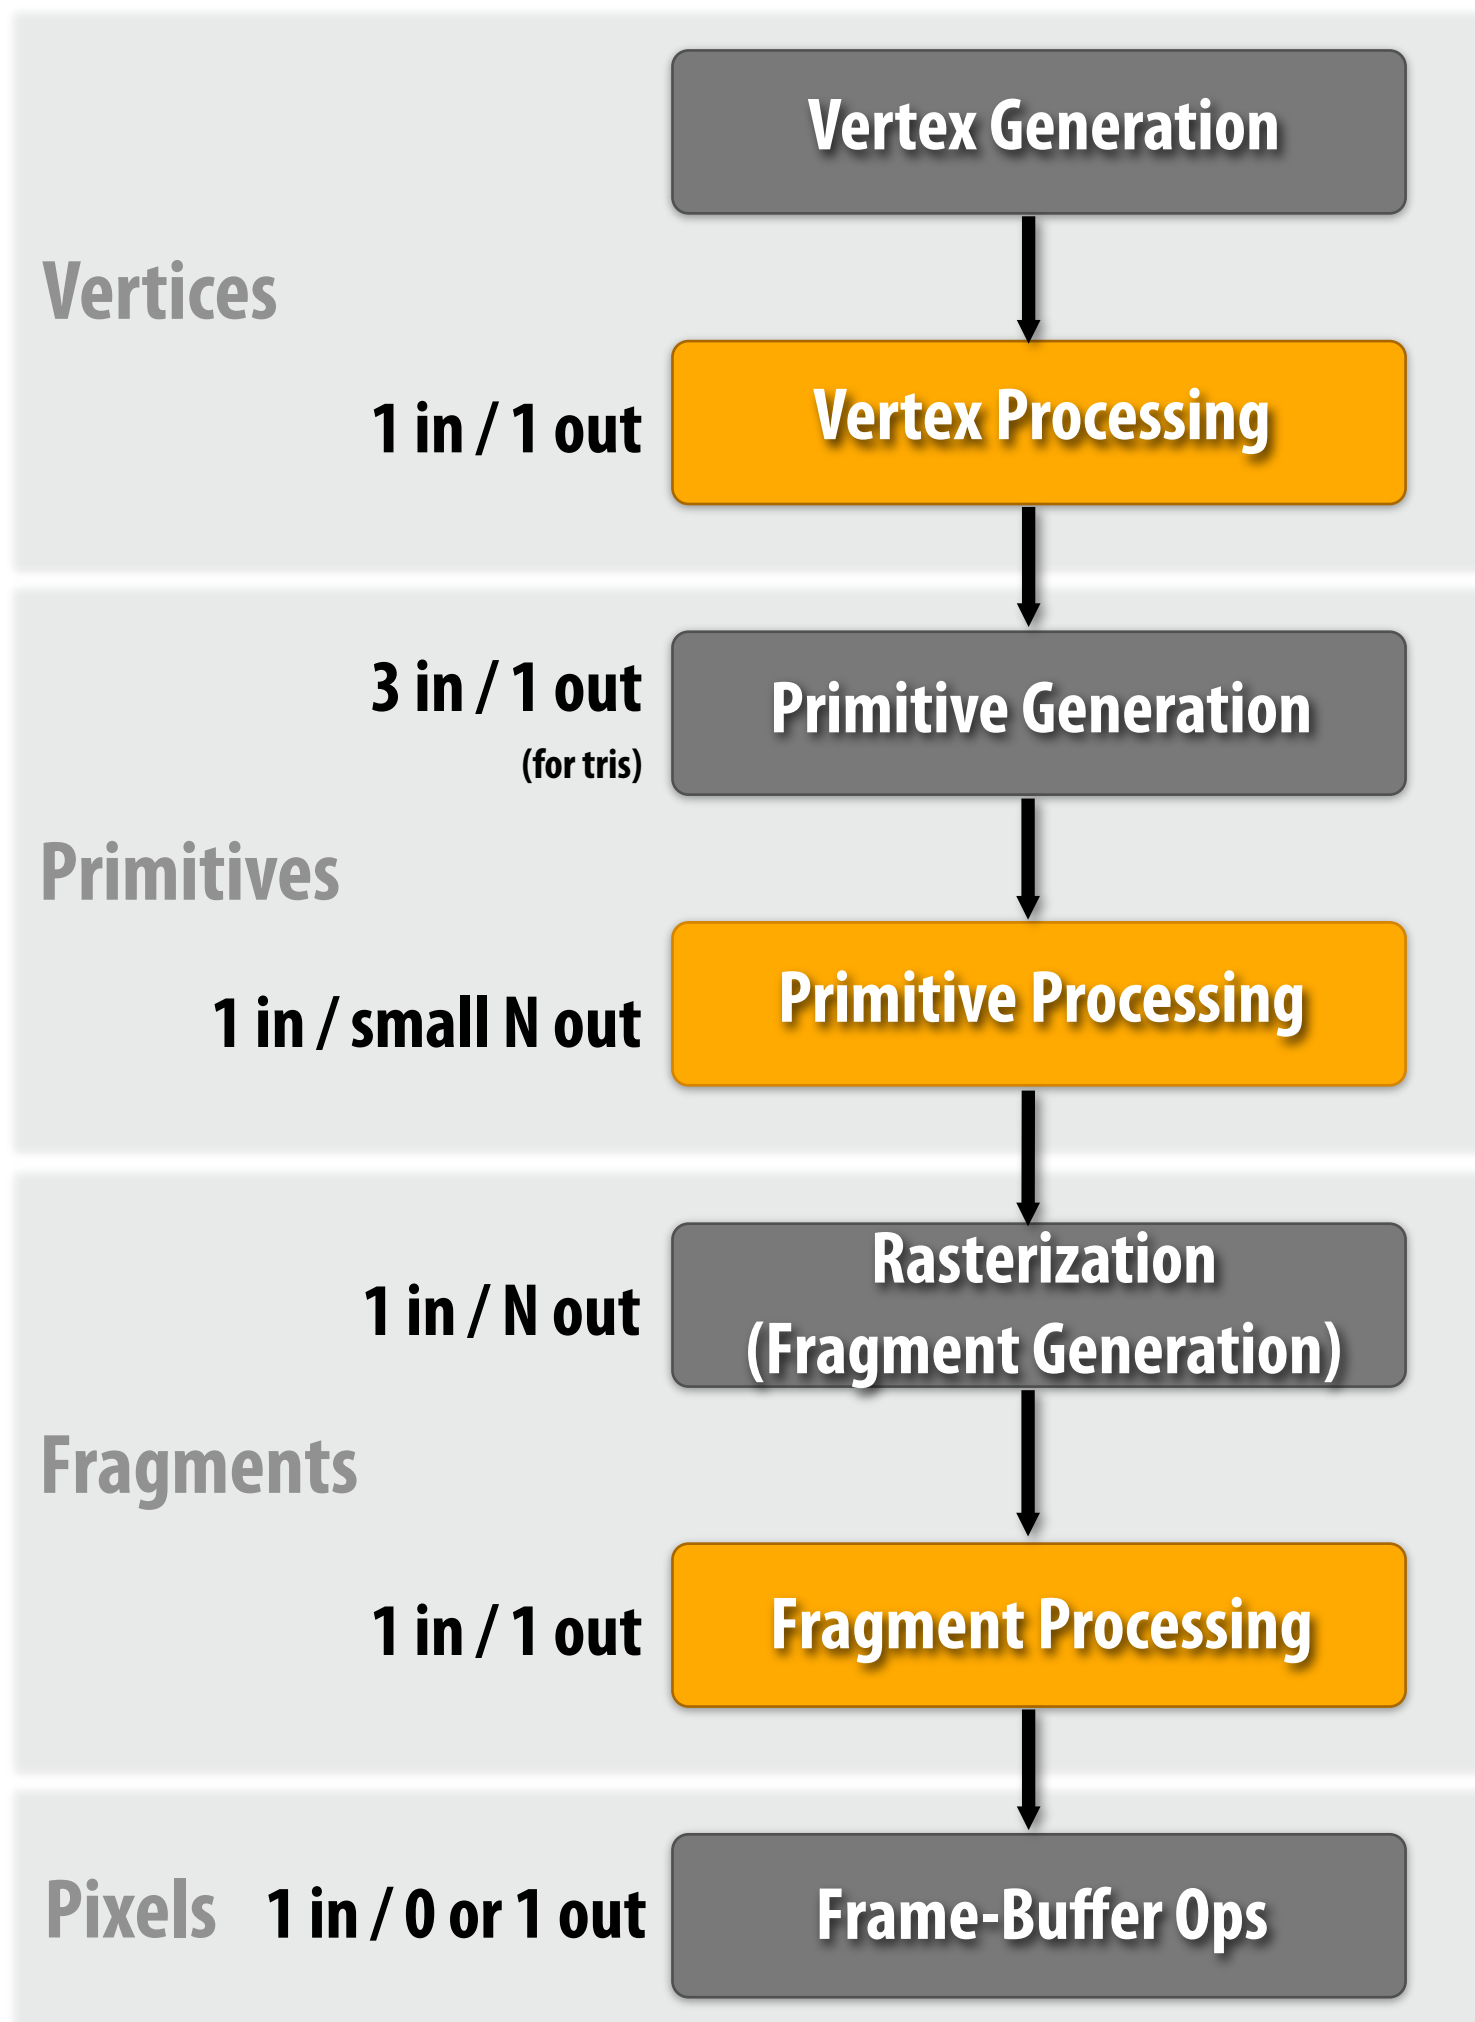 Vertex Generation
Vertices
1 in / 1 out
Vertex Processing
3 in / 1 out
(for tris)
Primitive Generation
Primitives
1 in / small N out
Primitive Processing
1 in / N out
Rasterization
(Fragment Generation)
Fragments
1 in / 1 out
Fragment Processing
Pixels
1 in / 0 or 1 out
Frame-Buffer Ops